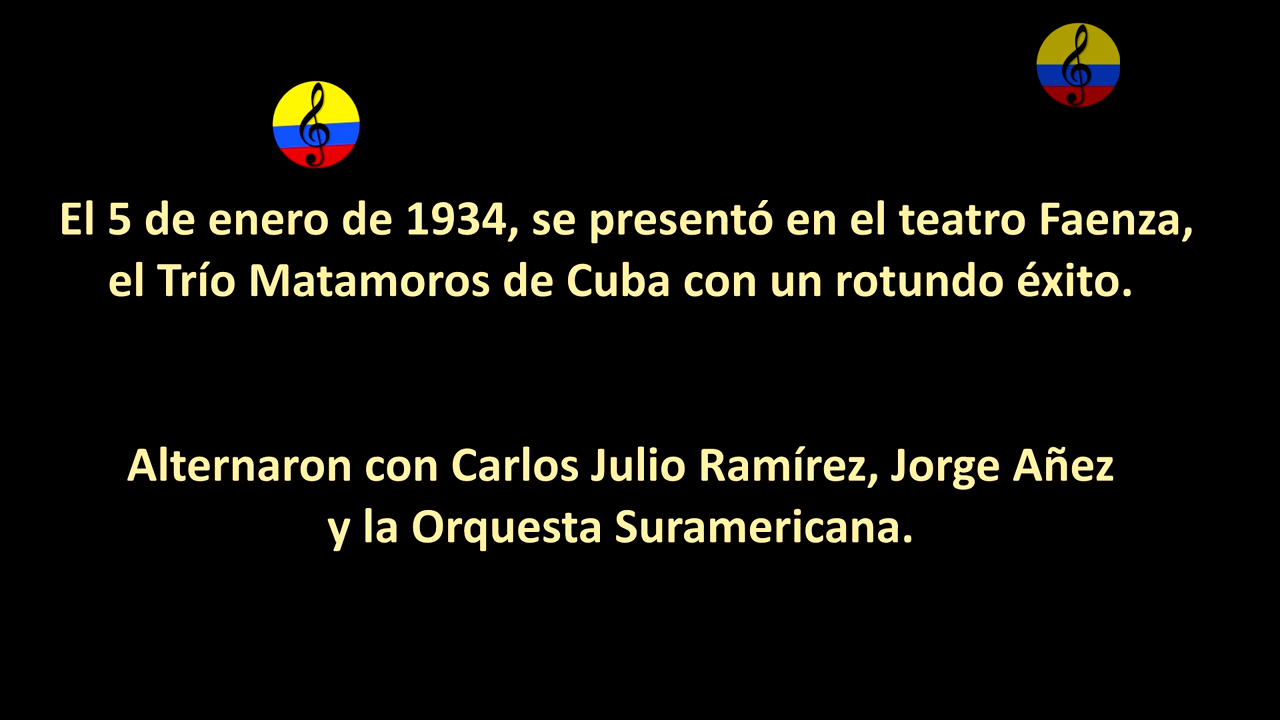 El 5 de enero de 1934, se presentó en el teatro Faenza,
el Trío Matamoros de Cuba con un rotundo éxito.
Alternaron con Carlos Julio Ramírez, Jorge Añez
y la Orquesta Suramericana.